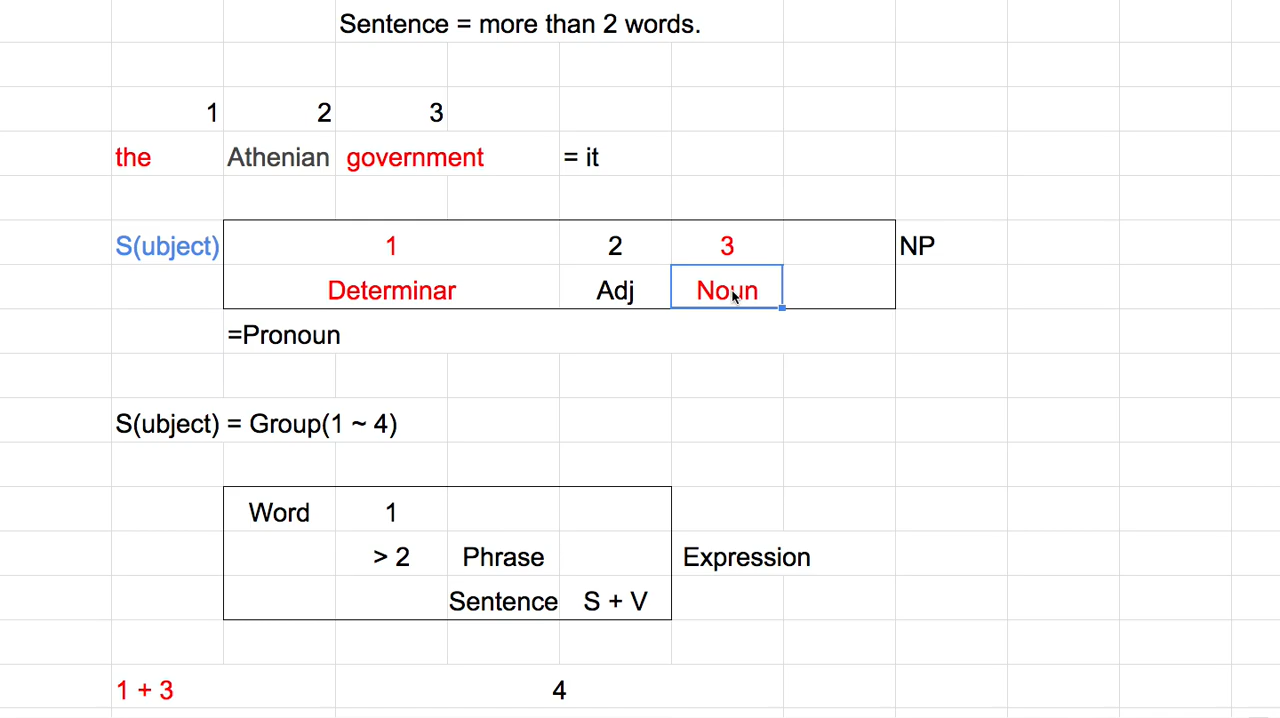 Sentence = more than 2 words.
1 2 3
the Athenian government = it
S(ubject) 1 2 3 NP
Determinar Adj Noun
=Pronoun
S(ubject) = Group(1 ~ 4)
Word 1
> 2 Phrase Expression
Sentence S + V
1 + 3 4